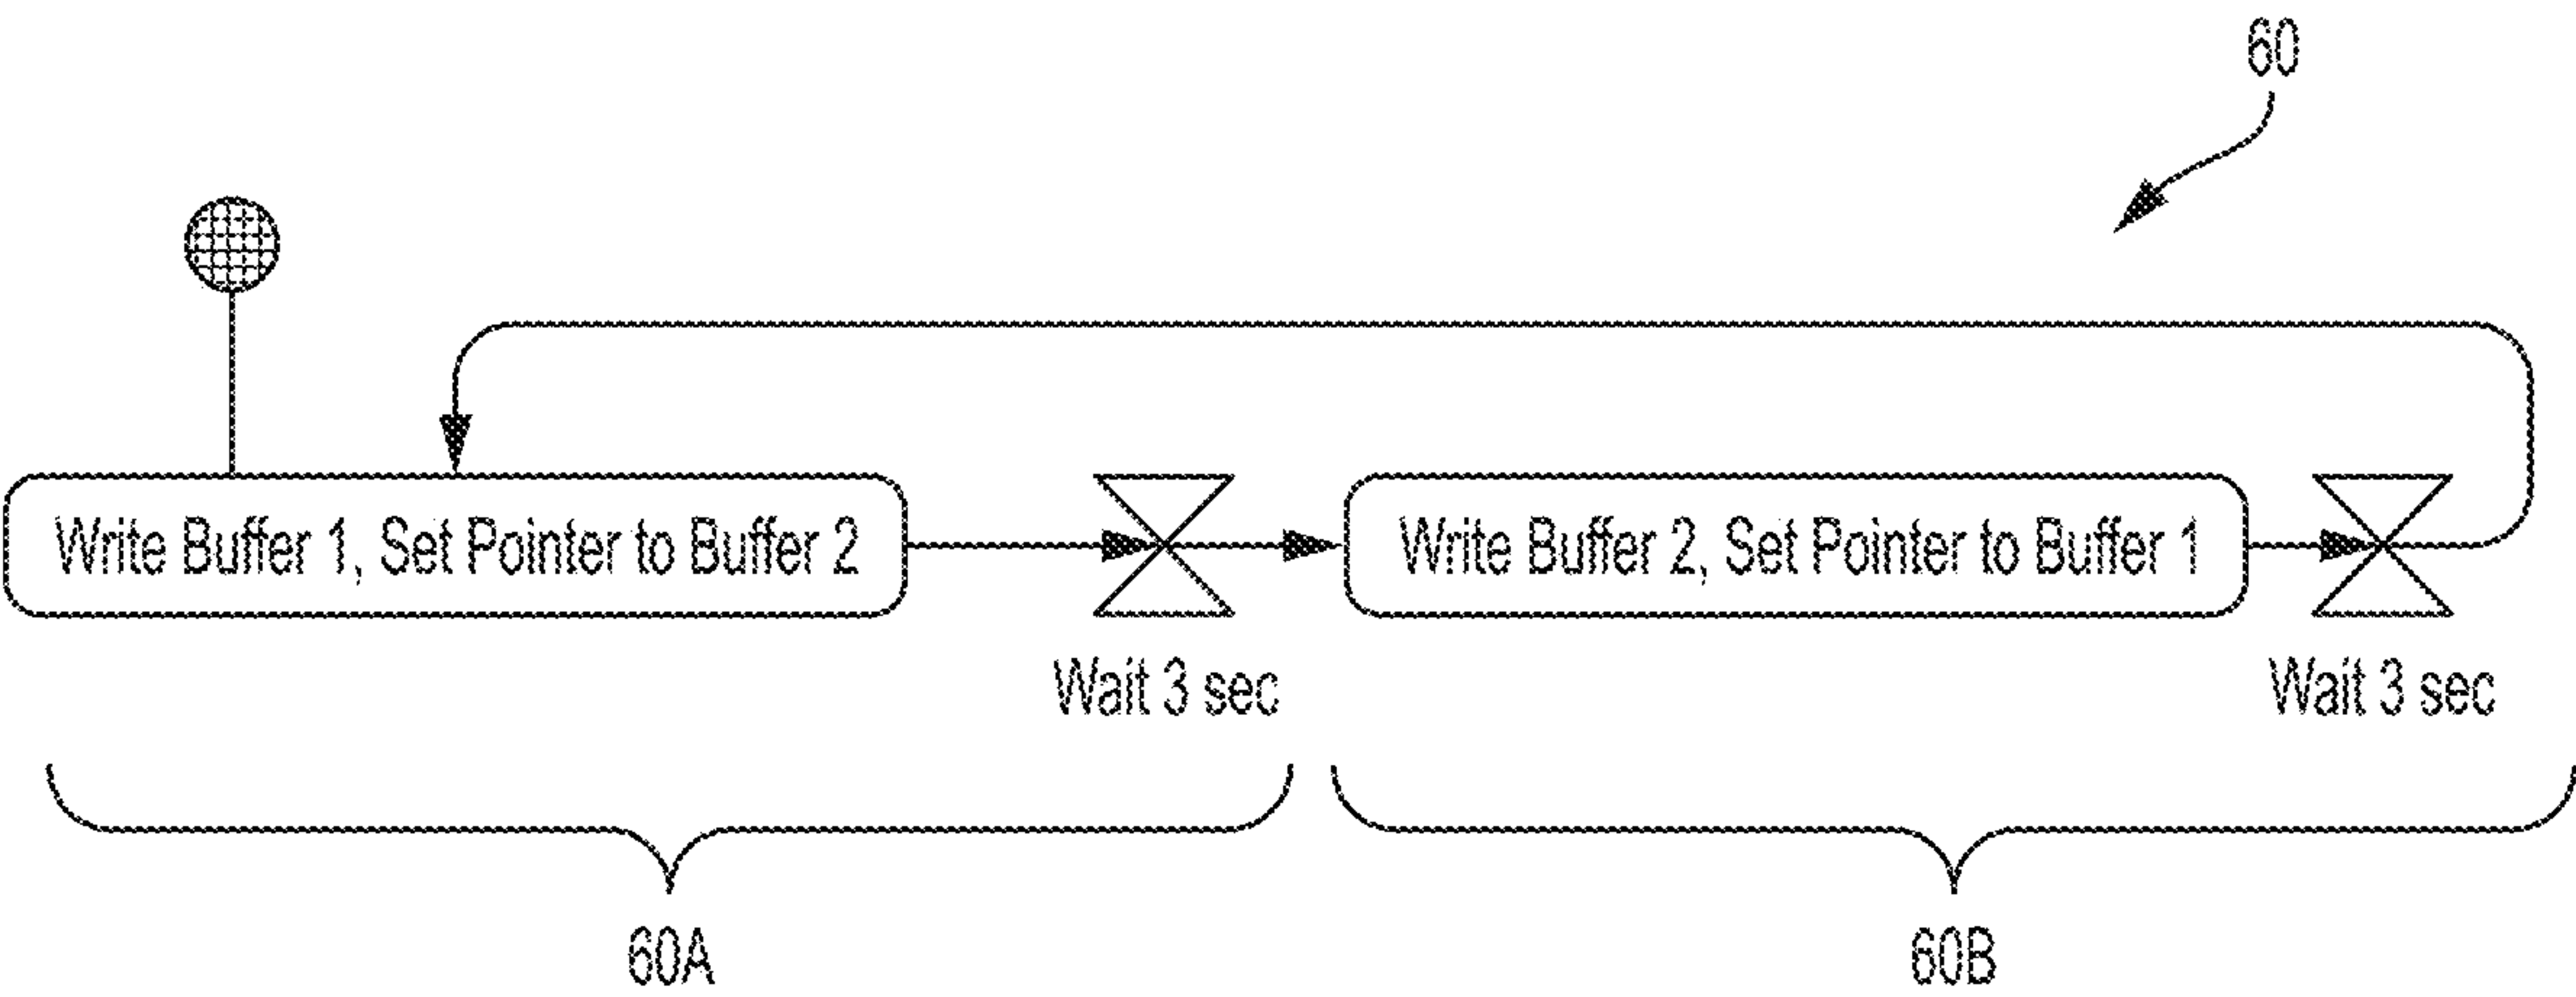 60
Write Buffer 1, Set Pointer to Buffer 2
Write Buffer 2, Set Pointer to Buffer 1
Wait 3 sec
Wait 3 sec
60A
60B